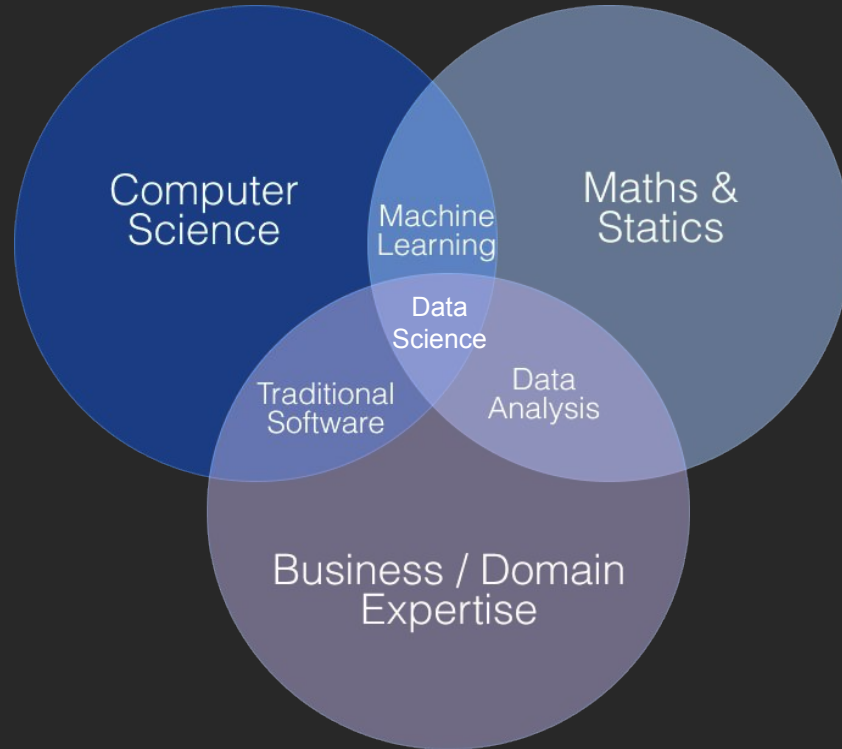 Computer
Science
Maths &
Statics
Machine
Learning
Data
Science
Traditional
Software
Data
Analysis
Business / Domain
Expertise